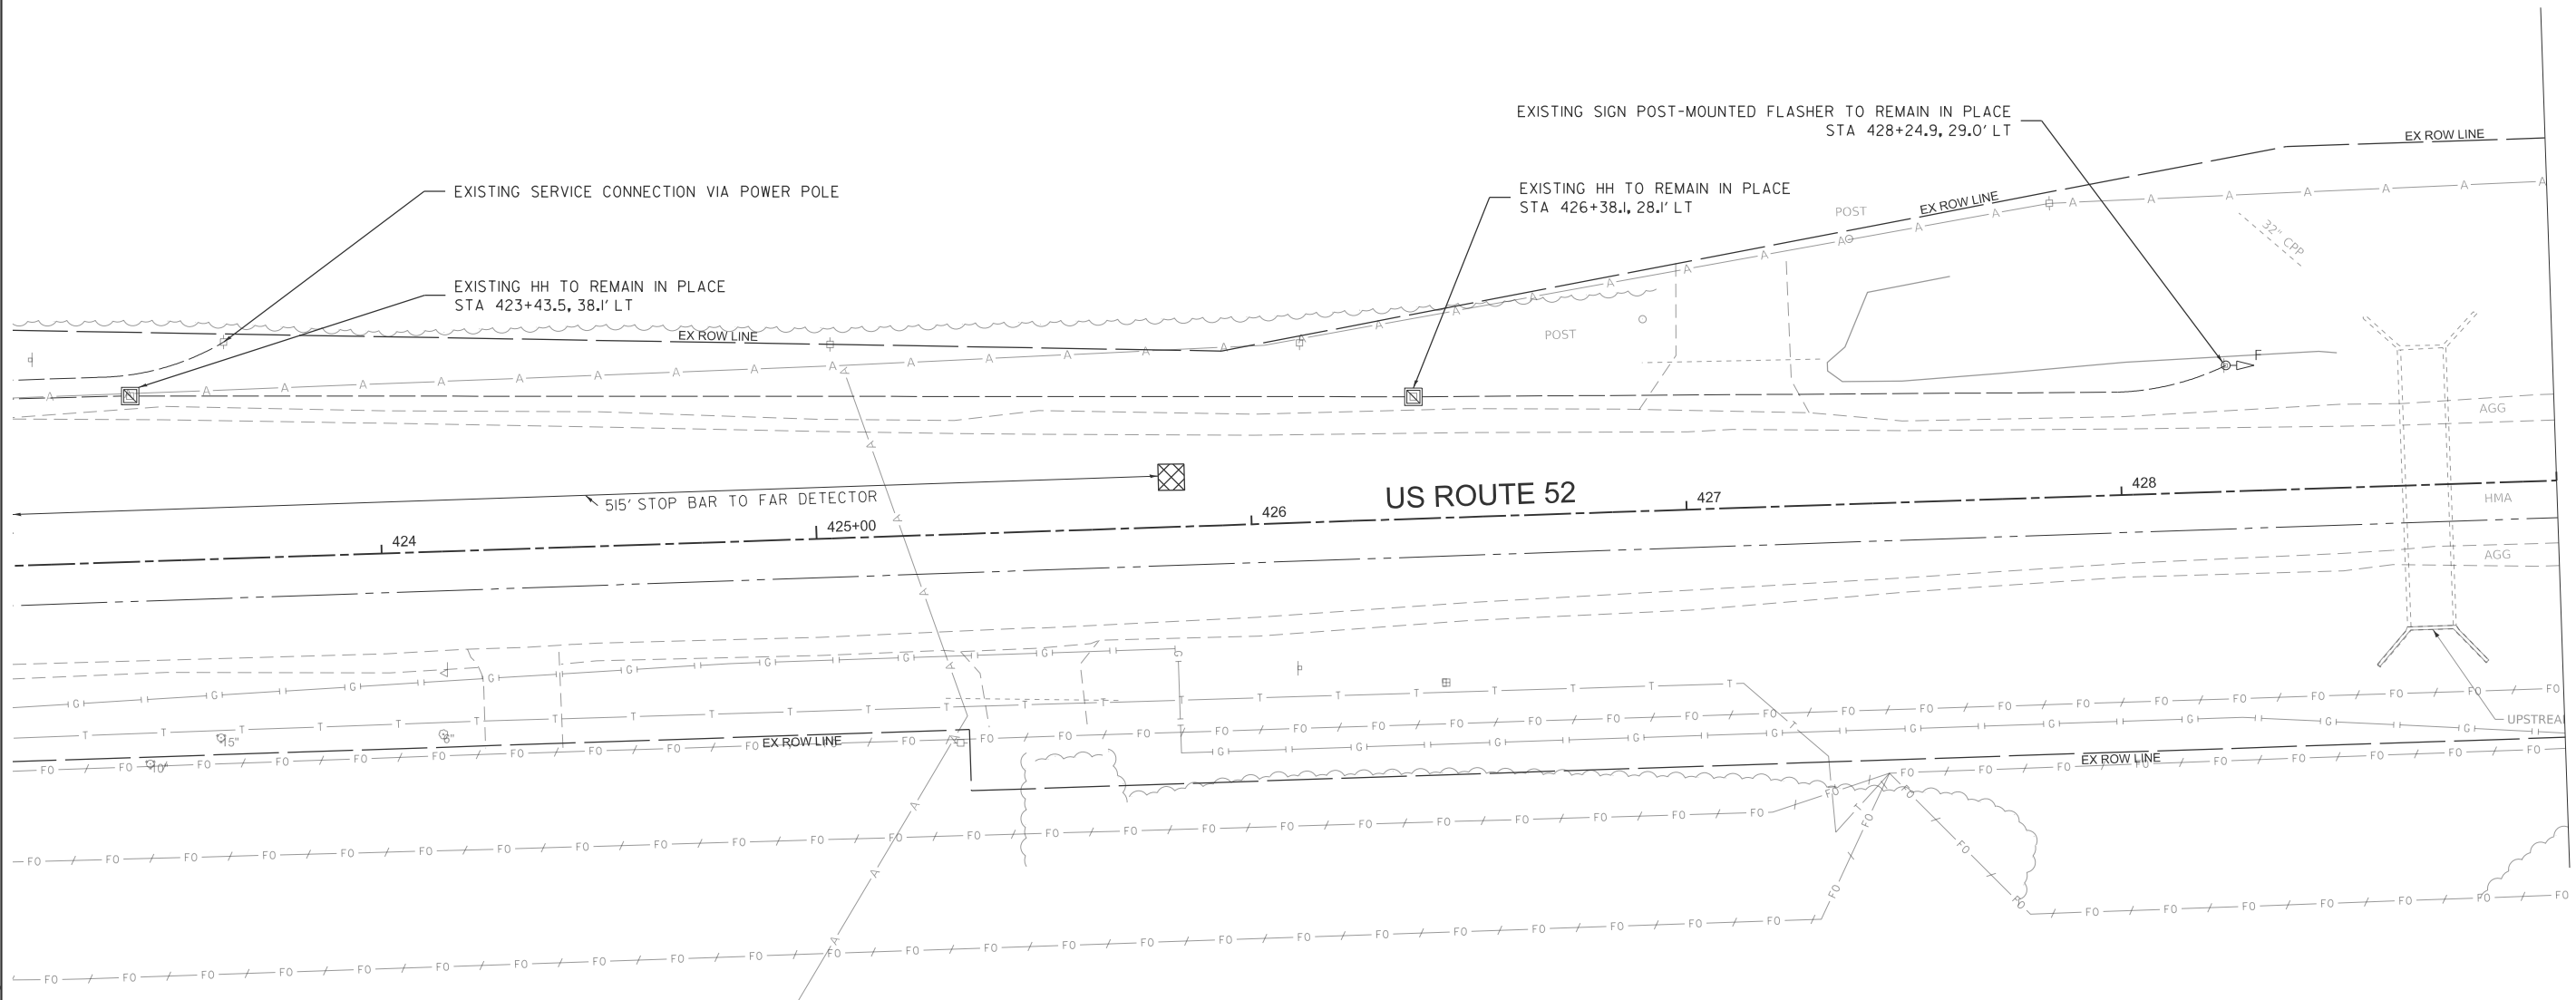 EXISTING SIGN POST-MOUNTED FLASHER TO REMAIN IN PLACE
STA 428+24.9, 29.0' LT
EX ROW LINE
EXISTING SERVICE CONNECTION VIA POWER POLE
EXISTING HH TO REMAIN IN PLACE
STA 426+38.1, 28.1' LT
POST
EX ROW LINE
32" CPP
EXISTING HH TO REMAIN IN PLACE
STA 423+43.5, 38.1' LT
EX ROW LINE
POST
F
AGG
515' STOP BAR TO FAR DETECTOR
US ROUTE 52
424
425+00
426
427
428
HMA
AGG
UPSTREA
15"
6"
10"
EX ROW LINE
EX ROW LINE